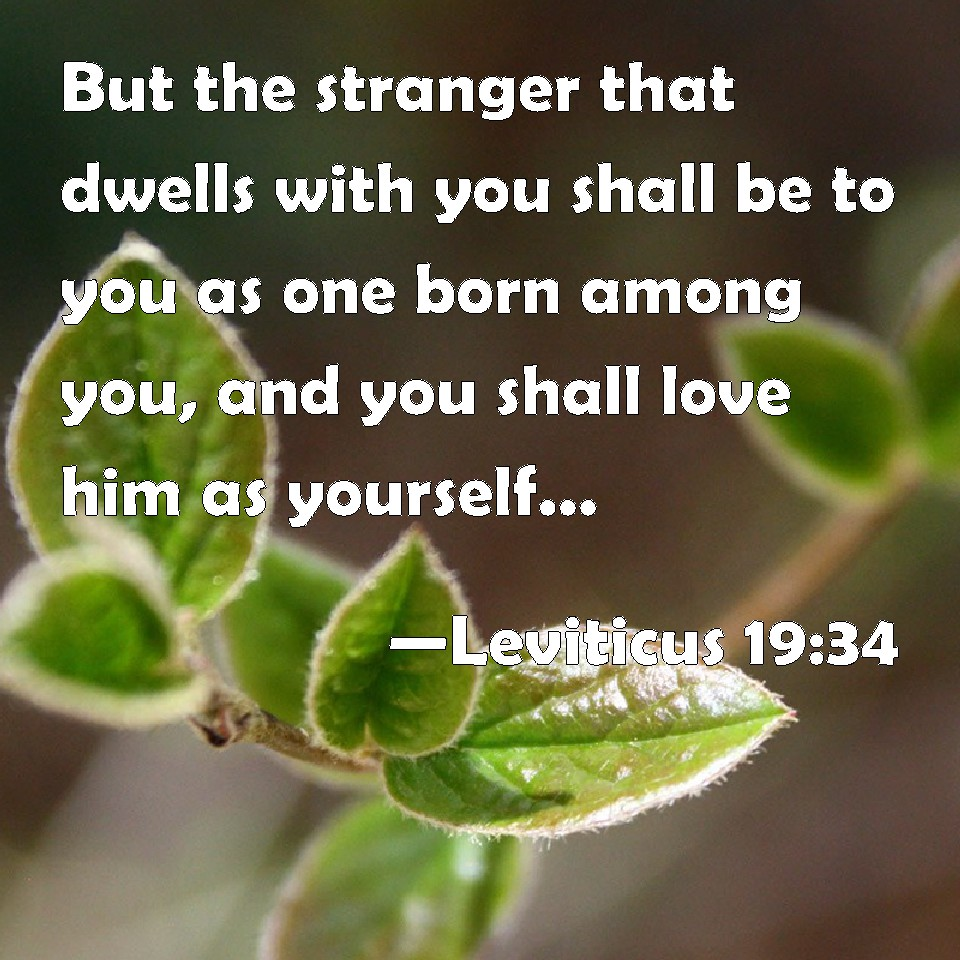 But the stranger that
dwells with you shall be to
you as one born among
you, and you shall love
him as yourself...
—Leviticus 19:34